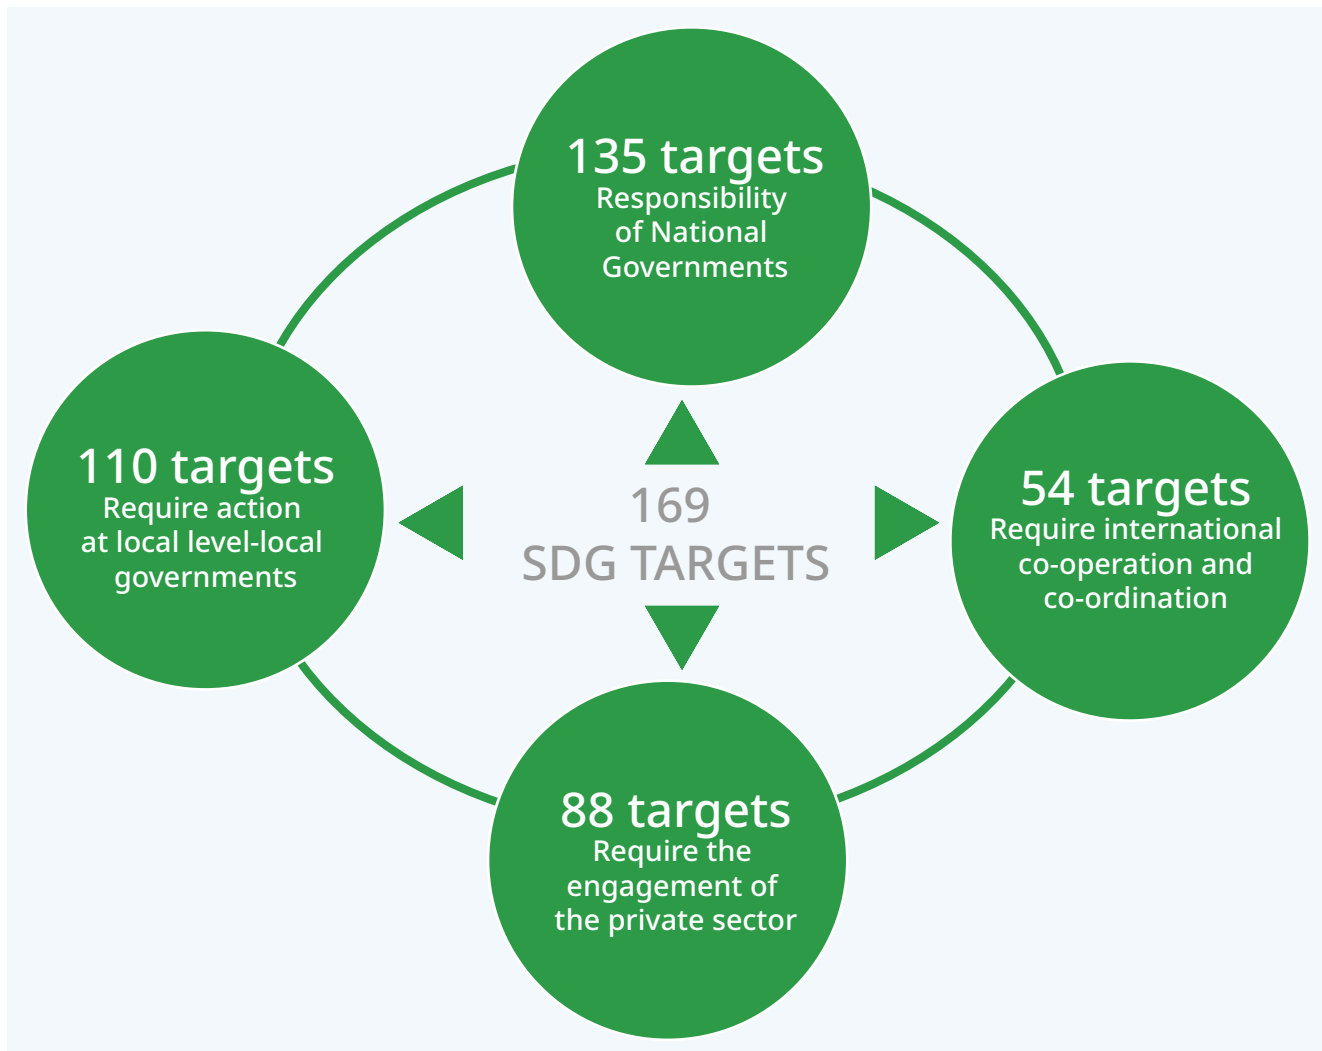 135 targets
Responsibility
of National
Governments
110 targets
Require action
at local level-local
governments
169
SDG TARGETS
54 targets
Require international
co-operation and
co-ordination
88 targets
Require the
engagement of
the private sector